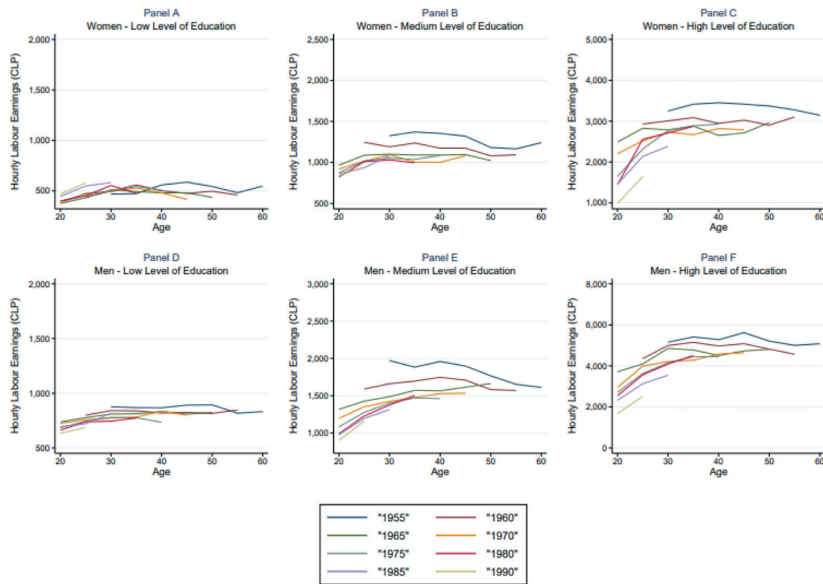 Panel A
Women - Low Level of Education
Hourly Labour Earnings (CLP)
2,000
1,500
1,000
500
20 30 40 50 60
Age
Panel B
Women - Medium Level of Education
Hourly Labour Earnings (CLP)
2,500
2,000
1,500
1,000
500
20 30 40 50 60
Age
Panel C
Women - High Level of Education
Hourly Labour Earnings (CLP)
5,000
4,000
3,000
2,000
1,000
20 30 40 50 60
Age
Panel D
Men - Low Level of Education
Hourly Labour Earnings (CLP)
2,000
1,500
1,000
500
20 30 40 50 60
Age
Panel E
Men - Medium Level of Education
Hourly Labour Earnings (CLP)
3,000
2,500
2,000
1,500
1,000
20 30 40 50 60
Age
Panel F
Men - High Level of Education
Hourly Labour Earnings (CLP)
8,000
6,000
4,000
2,000
0
20 30 40 50 60
Age
"1955" "1960"
"1965" "1970"
"1975" "1980"
"1985" "1990"